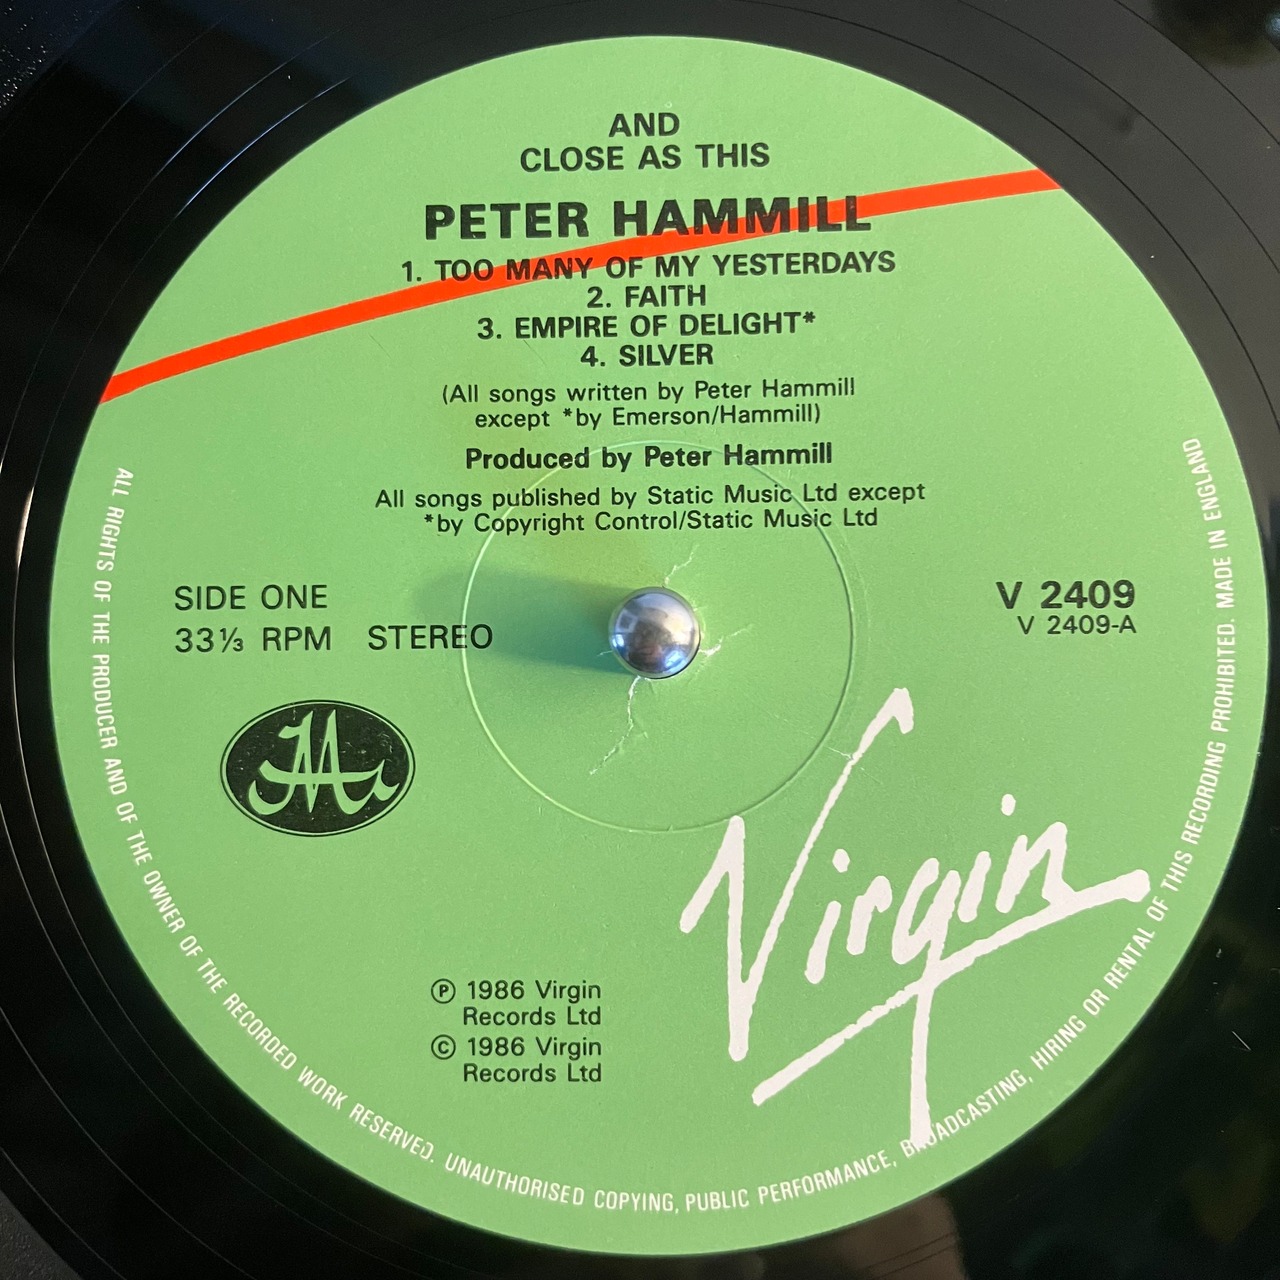 AND
CLOSE AS THIS
PETER HAMMILL
1. TOO MANY OF MY YESTERDAYS
2. FAITH
3. EMPIRE OF DELIGHT*
4. SILVER
(All songs written by Peter Hammill
except *by Emerson/Hammill)
Produced by Peter Hammill
All songs published by Static Music Ltd except
*by Copyright Control/Static Music Ltd
SIDE ONE
33⅓ RPM STEREO
V 2409
V 2409-A
Virgin
℗ 1986 Virgin
Records Ltd
© 1986 Virgin
Records Ltd
ALL RIGHTS OF THE PRODUCER AND OF THE OWNER OF THE RECORDED WORK RESERVED. UNAUTHORISED COPYING, PUBLIC PERFORMANCE, BROADCASTING, HIRING OR RENTAL OF THIS RECORDING PROHIBITED. MADE IN ENGLAND